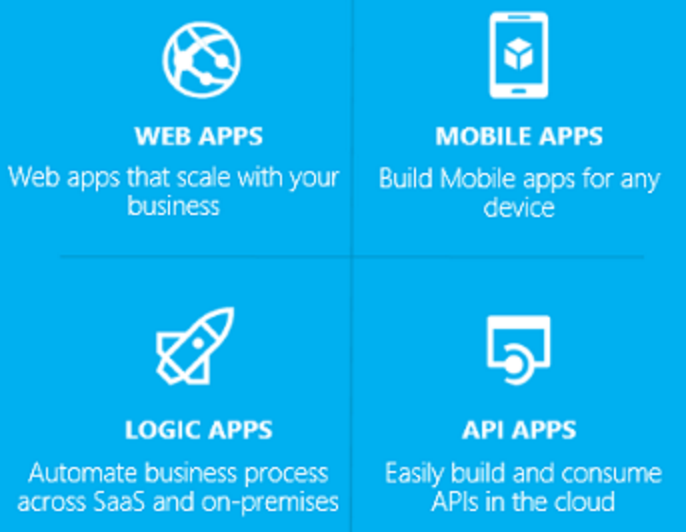 WEB APPS
Web apps that scale with your
business
MOBILE APPS
Build Mobile apps for any
device
LOGIC APPS
Automate business process
across SaaS and on-premises
API APPS
Easily build and consume
APIs in the cloud